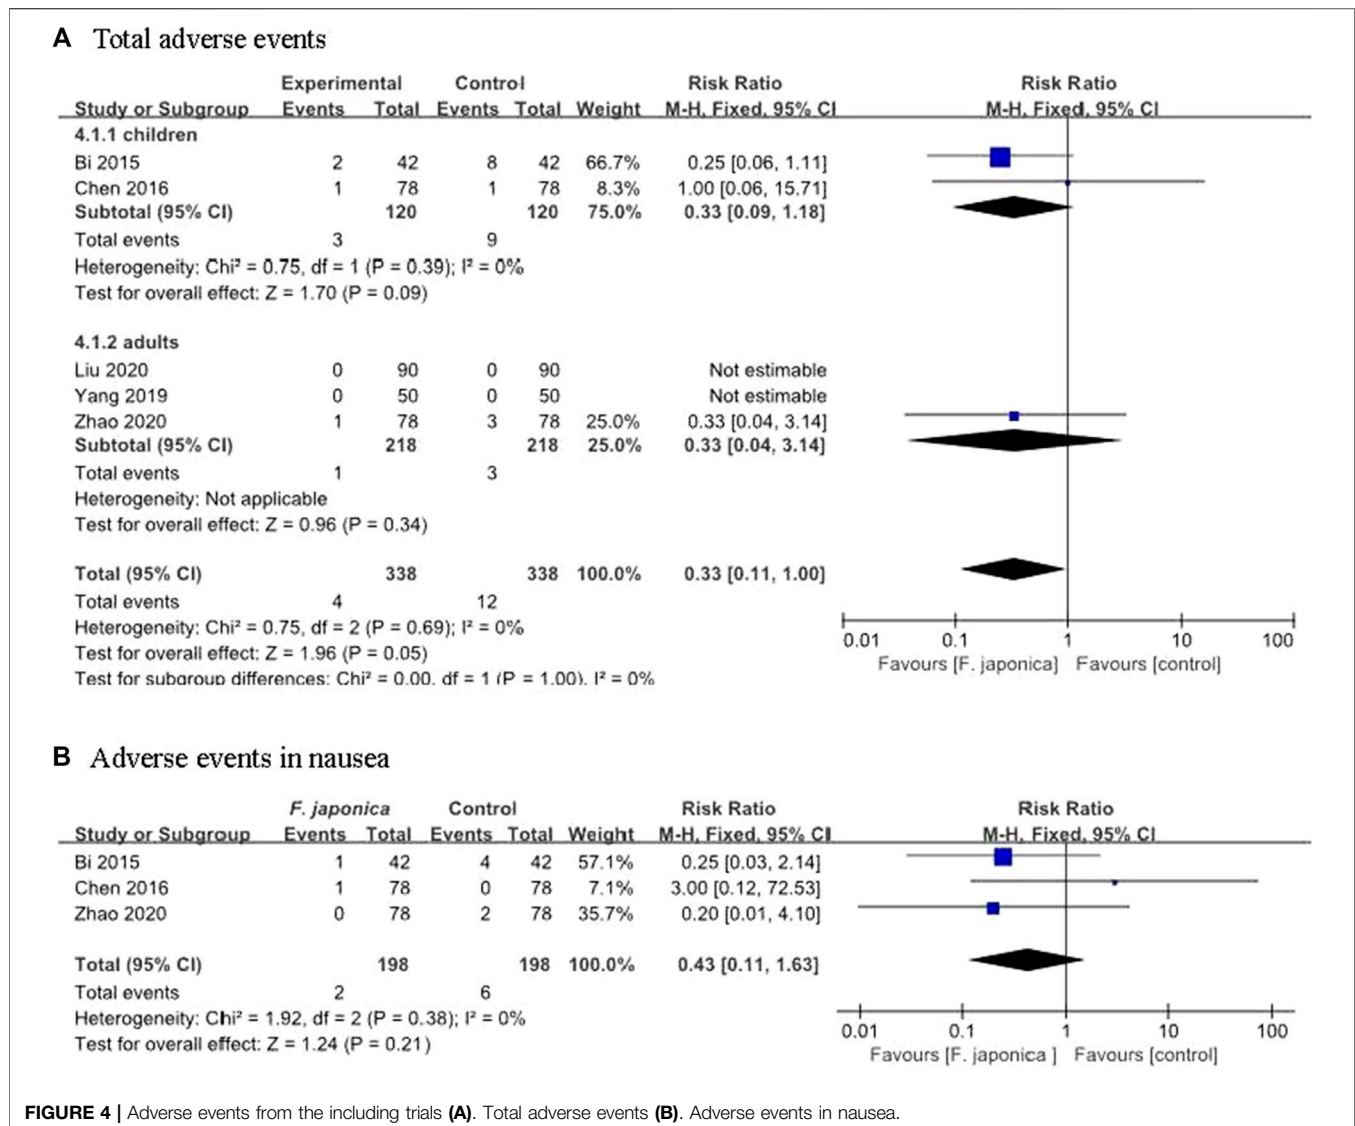 A Total adverse events
Experimental Control Risk Ratio Risk Ratio
Study or Subgroup Events Total Events Total Weight M-H, Fixed, 95% CI M-H, Fixed, 95% CI
4.1.1 children
Bi 2015 2 42 8 42 66.7% 0.25 [0.06, 1.11]
Chen 2016 1 78 1 78 8.3% 1.00 [0.06, 15.71]
Subtotal (95% CI) 120 120 75.0% 0.33 [0.09, 1.18]
Total events 3 9
Heterogeneity: Chi² = 0.75, df = 1 (P = 0.39); I² = 0%
Test for overall effect: Z = 1.70 (P = 0.09)
4.1.2 adults
Liu 2020 0 90 0 90 Not estimable
Yang 2019 0 50 0 50 Not estimable
Zhao 2020 1 78 3 78 25.0% 0.33 [0.04, 3.14]
Subtotal (95% CI) 218 218 25.0% 0.33 [0.04, 3.14]
Total events 1 3
Heterogeneity: Not applicable
Test for overall effect: Z = 0.96 (P = 0.34)
Total (95% CI) 338 338 100.0% 0.33 [0.11, 1.00]
Total events 4 12
Heterogeneity: Chi² = 0.75, df = 2 (P = 0.69); I² = 0%
Test for overall effect: Z = 1.96 (P = 0.05)
Test for subgroup differences: Chi² = 0.00, df = 1 (P = 1.00), I² = 0%
0.01 0.1 1 10 100
Favours [F. japonica] Favours [control]
B Adverse events in nausea
F. japonica Control Risk Ratio Risk Ratio
Study or Subgroup Events Total Events Total Weight M-H, Fixed, 95% CI M-H, Fixed, 95% CI
Bi 2015 1 42 4 42 57.1% 0.25 [0.03, 2.14]
Chen 2016 1 78 0 78 7.1% 3.00 [0.12, 72.53]
Zhao 2020 0 78 2 78 35.7% 0.20 [0.01, 4.10]
Total (95% CI) 198 198 100.0% 0.43 [0.11, 1.63]
Total events 2 6
Heterogeneity: Chi² = 1.92, df = 2 (P = 0.38); I² = 0%
Test for overall effect: Z = 1.24 (P = 0.21)
0.01 0.1 1 10 100
Favours [F. japonica ] Favours [control]
FIGURE 4 | Adverse events from the including trials (A). Total adverse events (B). Adverse events in nausea.